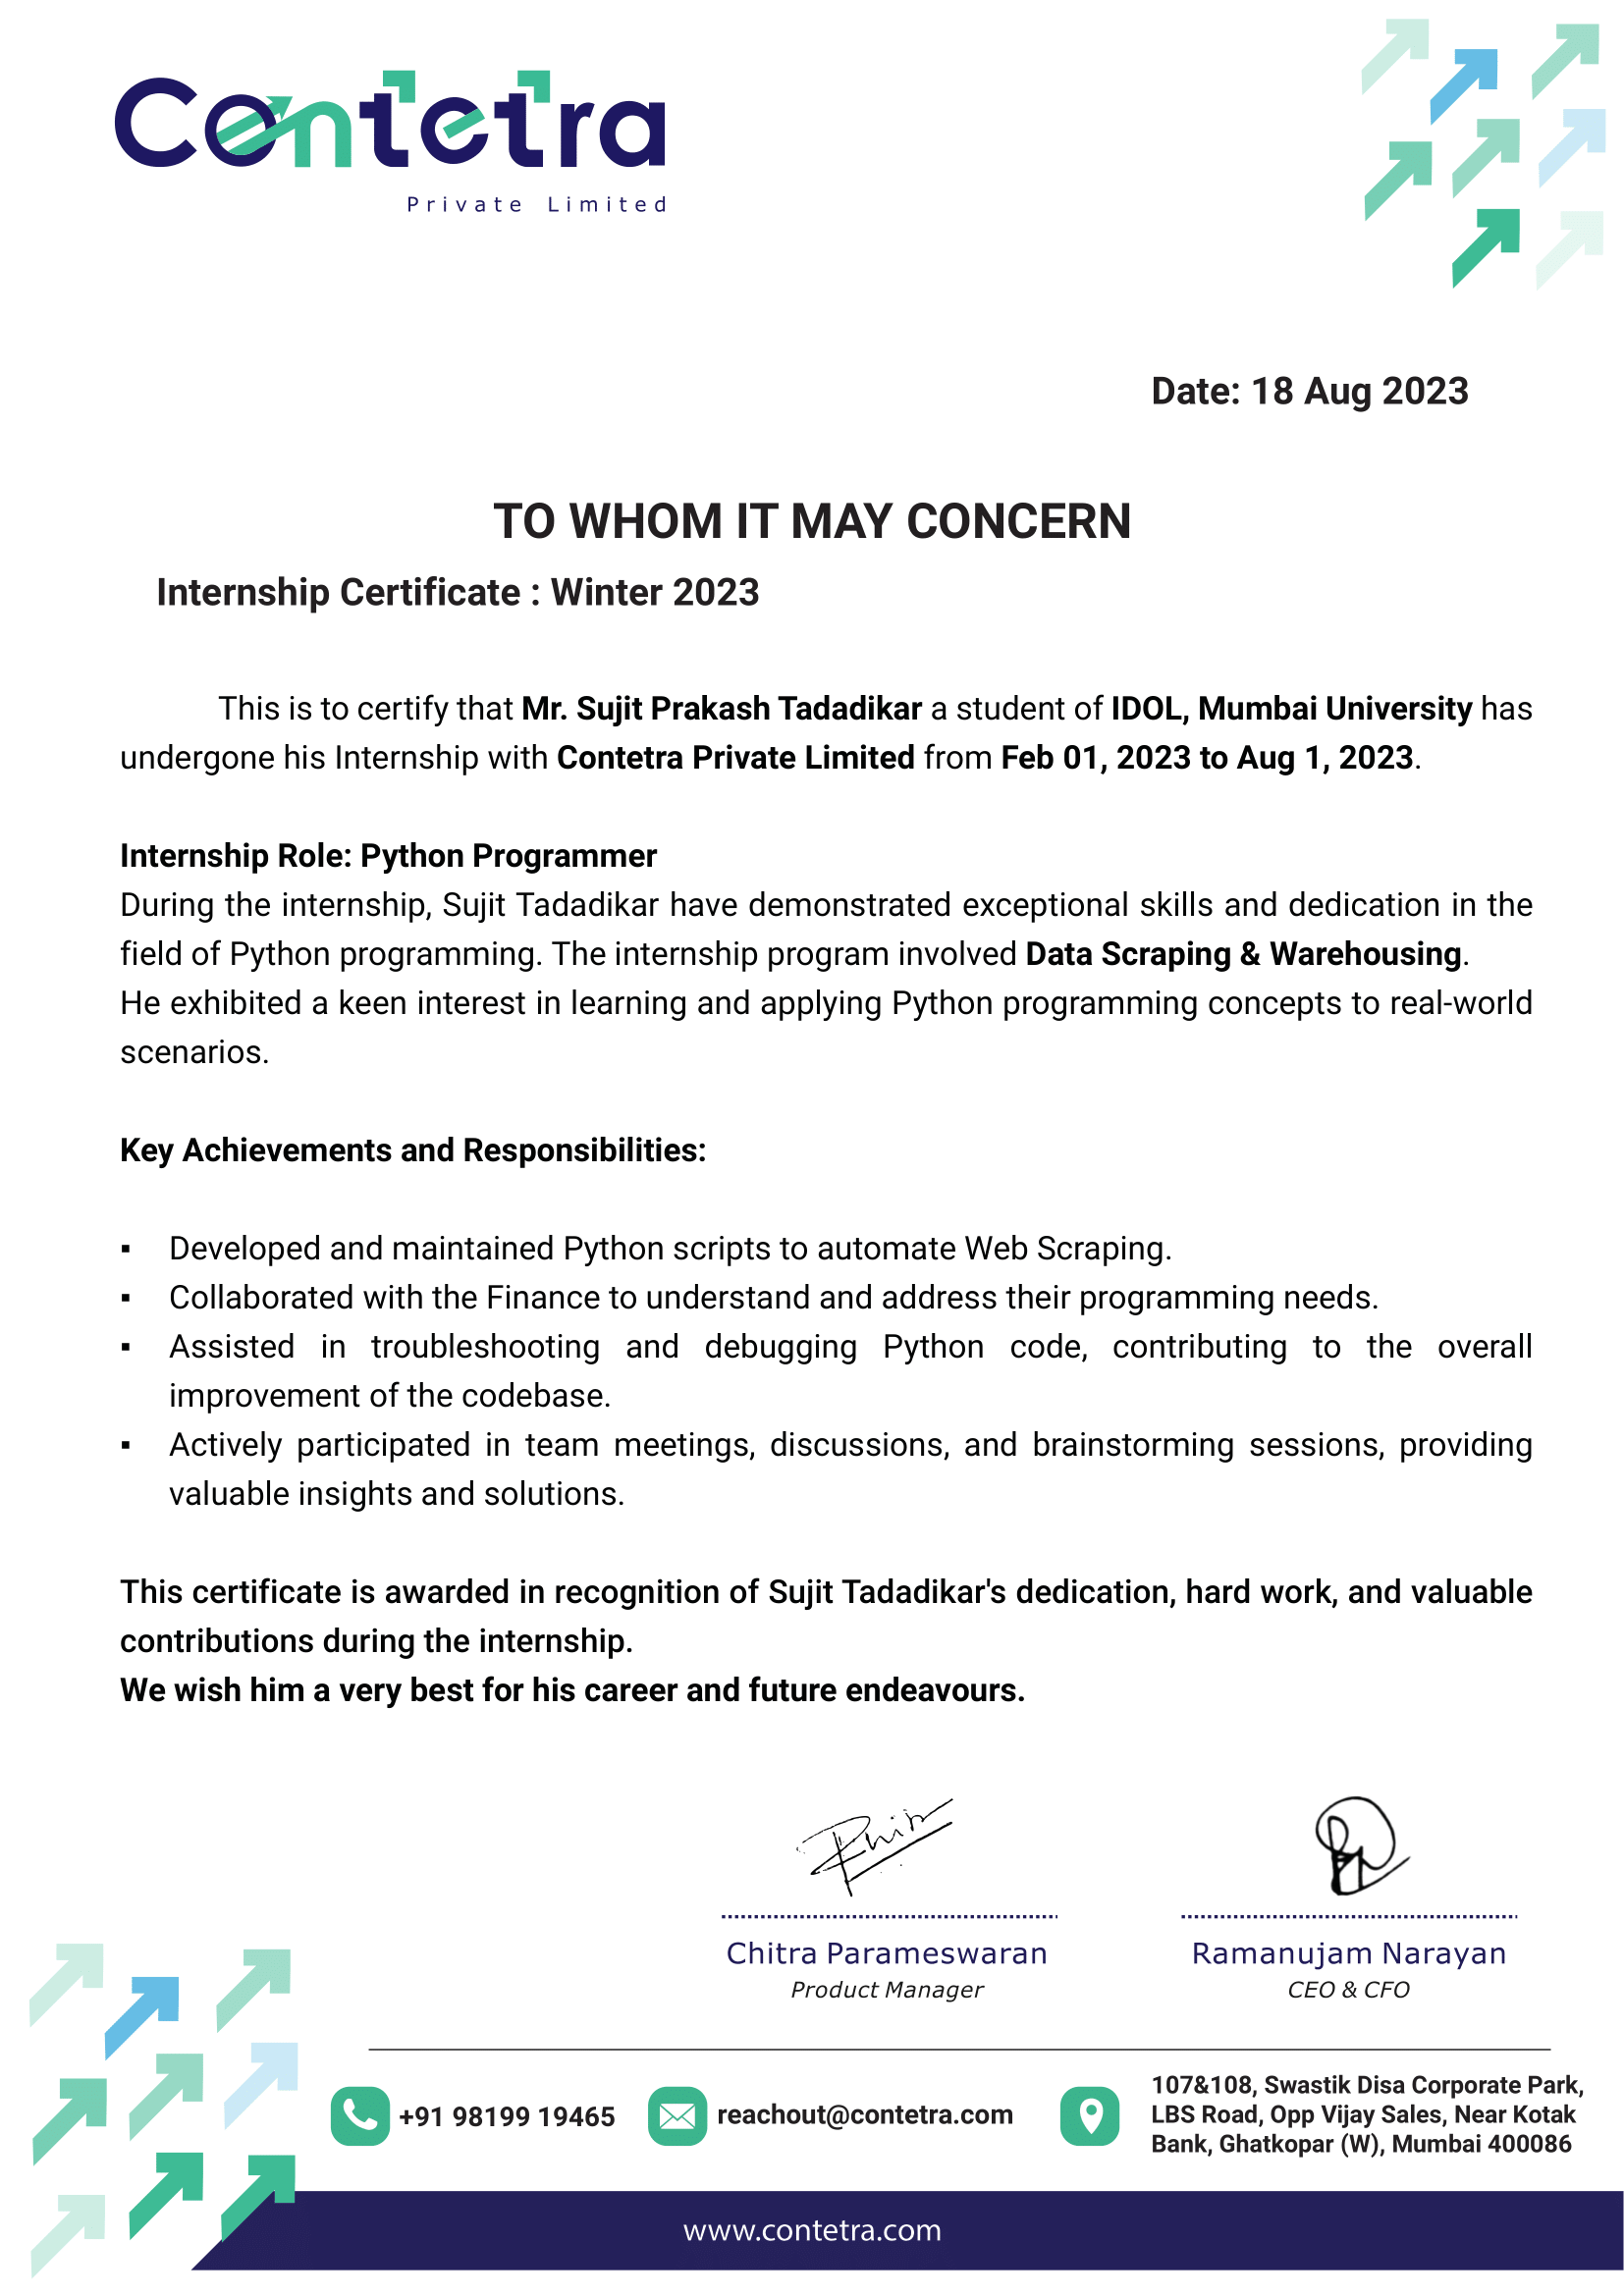 Contetra
Private Limited
Date: 18 Aug 2023
TO WHOM IT MAY CONCERN
Internship Certificate : Winter 2023
This is to certify that Mr. Sujit Prakash Tadadikar a student of IDOL, Mumbai University has
undergone his Internship with Contetra Private Limited from Feb 01, 2023 to Aug 1, 2023.
Internship Role: Python Programmer
During the internship, Sujit Tadadikar have demonstrated exceptional skills and dedication in the
field of Python programming. The internship program involved Data Scraping & Warehousing.
He exhibited a keen interest in learning and applying Python programming concepts to real-world
scenarios.
Key Achievements and Responsibilities:
▪ Developed and maintained Python scripts to automate Web Scraping.
▪ Collaborated with the Finance to understand and address their programming needs.
▪ Assisted in troubleshooting and debugging Python code, contributing to the overall
improvement of the codebase.
▪ Actively participated in team meetings, discussions, and brainstorming sessions, providing
valuable insights and solutions.
This certificate is awarded in recognition of Sujit Tadadikar's dedication, hard work, and valuable
contributions during the internship.
We wish him a very best for his career and future endeavours.
Chitra Parameswaran
Product Manager
Ramanujam Narayan
CEO & CFO
+91 98199 19465
reachout@contetra.com
107&108, Swastik Disa Corporate Park,
LBS Road, Opp Vijay Sales, Near Kotak
Bank, Ghatkopar (W), Mumbai 400086
www.contetra.com